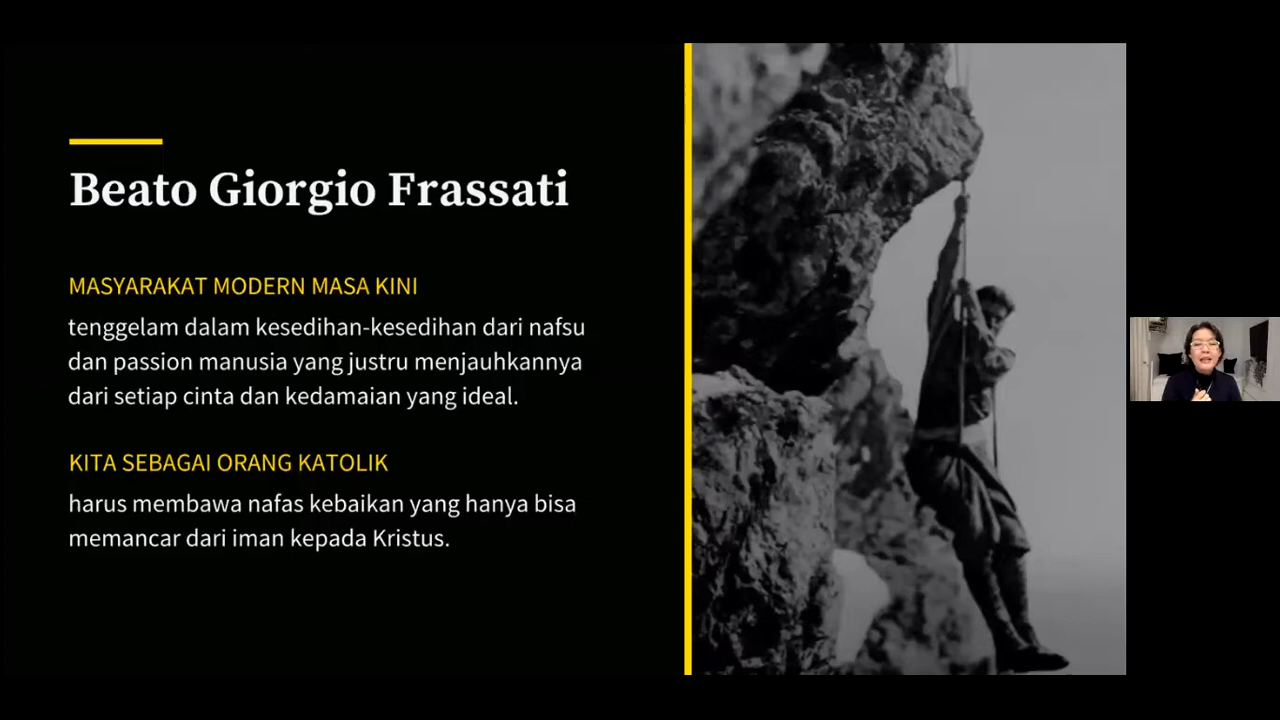 Beato Giorgio Frassati
MASYARAKAT MODERN MASA KINI
tenggelam dalam kesedihan-kesedihan dari nafsu
dan passion manusia yang justru menjauhkannya
dari setiap cinta dan kedamaian yang ideal.
KITA SEBAGAI ORANG KATOLIK
harus membawa nafas kebaikan yang hanya bisa
memancar dari iman kepada Kristus.